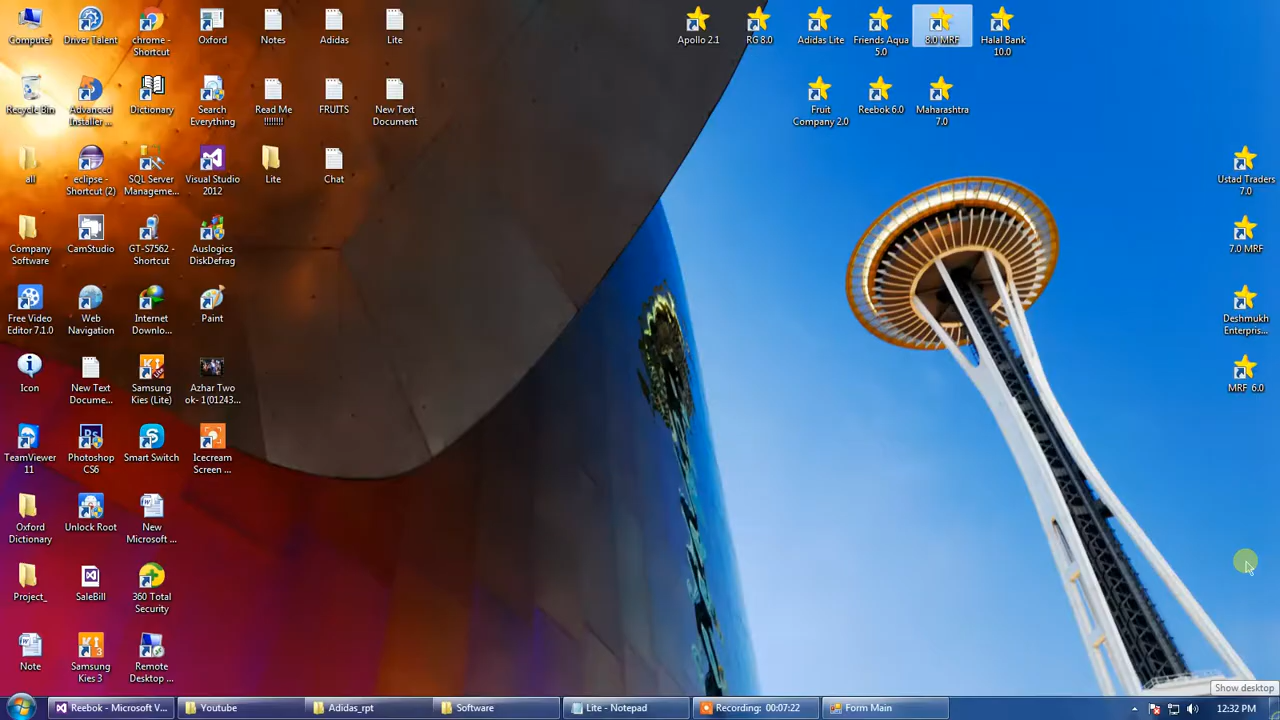 Computer
Driver Talent
chrome -
Shortcut
Oxford
Notes
Adidas
Lite
Apollo 2.1
RG 8.0
Adidas Lite
Friends Aqua
5.0
8.0 MRF
Halal Bank
10.0
Recycle Bin
Advanced
Installer ...
Dictionary
Search
Everything
Read Me
!!!!!!!!
FRUITS
New Text
Document
Fruit
Company 2.0
Reebok 6.0
Maharashtra
7.0
all
eclipse -
Shortcut (2)
SQL Server
Manageme...
Visual Studio
2012
Lite
Chat
Ustad Traders
7.0
Company
Software
CamStudio
GT-S7562 -
Shortcut
Auslogics
DiskDefrag
7.0 MRF
Free Video
Editor 7.1.0
Web
Navigation
Internet
Downlo...
Paint
Deshmukh
Enterpris...
Icon
New Text
Docume...
Samsung
Kies (Lite)
Azhar Two
ok- 1(01243...
MRF 6.0
TeamViewer
11
Photoshop
CS6
Smart Switch
Icecream
Screen ...
Oxford
Dictionary
Unlock Root
New
Microsoft ...
Project_
SaleBill
360 Total
Security
Note
Samsung
Kies 3
Remote
Desktop ...
Show desktop
Reebok - Microsoft V...
Youtube
Adidas_rpt
Software
Lite - Notepad
Recording: 00:07:22
Form Main
12:32 PM